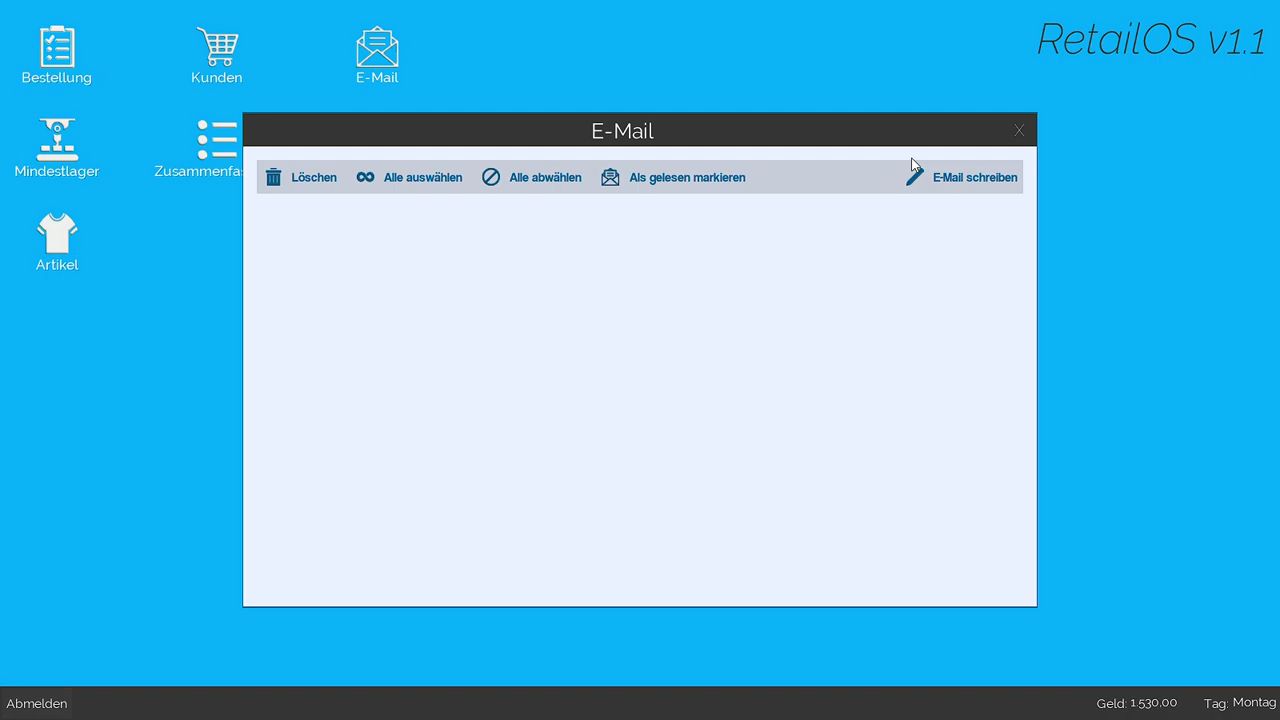 RetailOS v1.1
Bestellung
Kunden
E-Mail
Mindestlager
Zusammenfas
Artikel
E-Mail
X
Löschen
Alle auswählen
Alle abwählen
Als gelesen markieren
E-Mail schreiben
Abmelden
Geld: 1.530,00
Tag: Montag